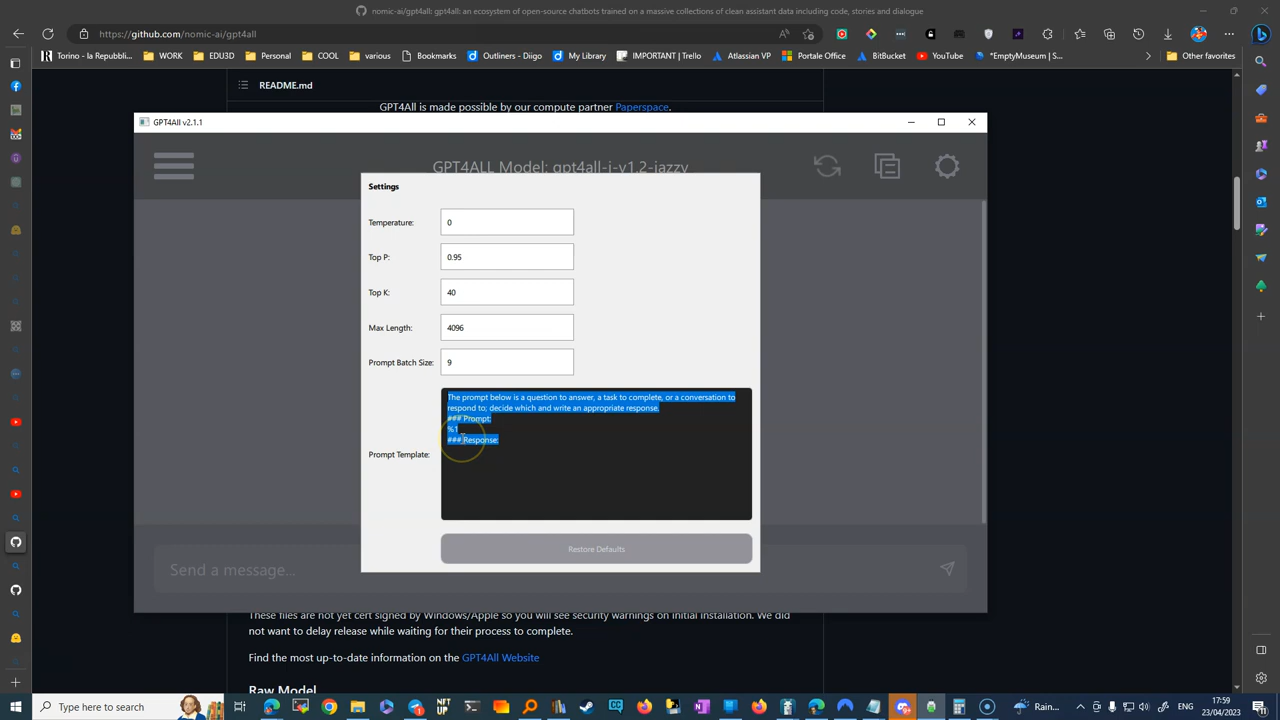 nomic-ai/gpt4all: gpt4all: an ecosystem of open-source chatbots trained on a massive collections of clean assistant data including code, stories and dialogue
https://github.com/nomic-ai/gpt4all
Torino - la Repubbli...
WORK
EDU3D
Personal
COOL
various
Bookmarks
Outliners - Diigo
My Library
IMPORTANT | Trello
Atlassian VP
Portale Office
BitBucket
YouTube
*EmptyMuseum | S...
Other favorites
README.md
GPT4All is made possible by our compute partner Paperspace.
GPT4All v2.1.1
GPT4ALL Model: gpt4all-j-v1.2-jazzy
Settings
Temperature:
0
Top P:
0.95
Top K:
40
Max Length:
4096
Prompt Batch Size:
9
The prompt below is a question to answer, a task to complete, or a conversation to
respond to; decide which and write an appropriate response.
### Prompt:
%1
### Response:
Prompt Template:
Restore Defaults
Send a message...
These files are not yet cert signed by Windows/Apple so you will see security warnings on initial installation. We did
not want to delay release while waiting for their process to complete.
Find the most up-to-date information on the GPT4All Website
Raw Model
Type here to search
NFT
UP
Rain...
17:59
23/04/2023